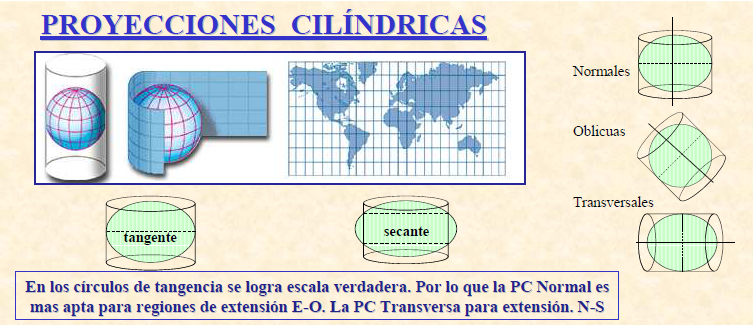 PROYECCIONES CILÍNDRICAS
Normales
Oblicuas
Transversales
tangente
secante
En los círculos de tangencia se logra escala verdadera. Por lo que la PC Normal es
mas apta para regiones de extensión E-O. La PC Transversa para extensión. N-S